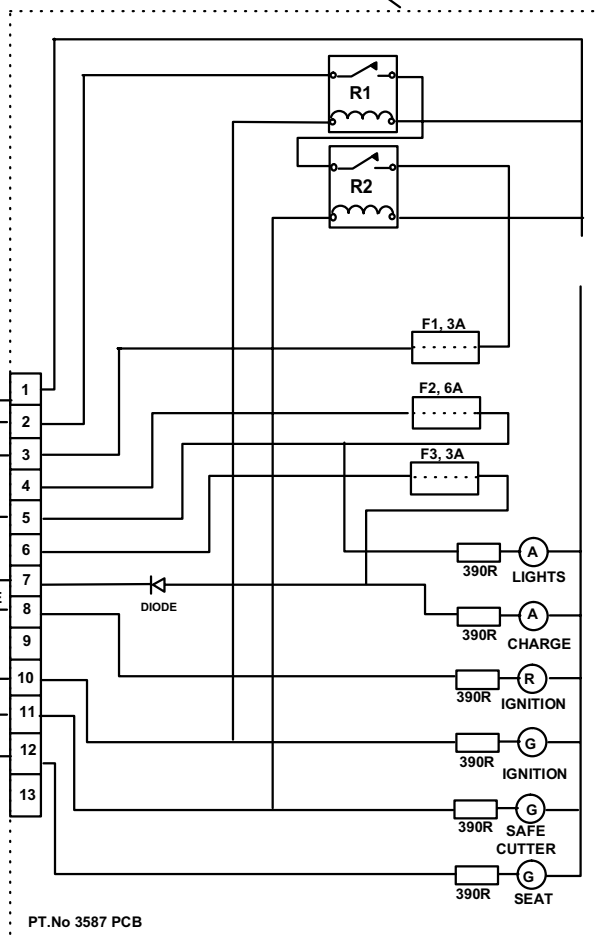 R1
R2
F1, 3A
F2, 6A
F3, 3A
1
2
3
4
5
6
7
8
9
10
11
12
13
E
DIODE
A
390R
LIGHTS
A
390R
CHARGE
R
390R
IGNITION
G
390R
IGNITION
G
390R
SAFE
CUTTER
G
390R
SEAT
PT.No 3587 PCB